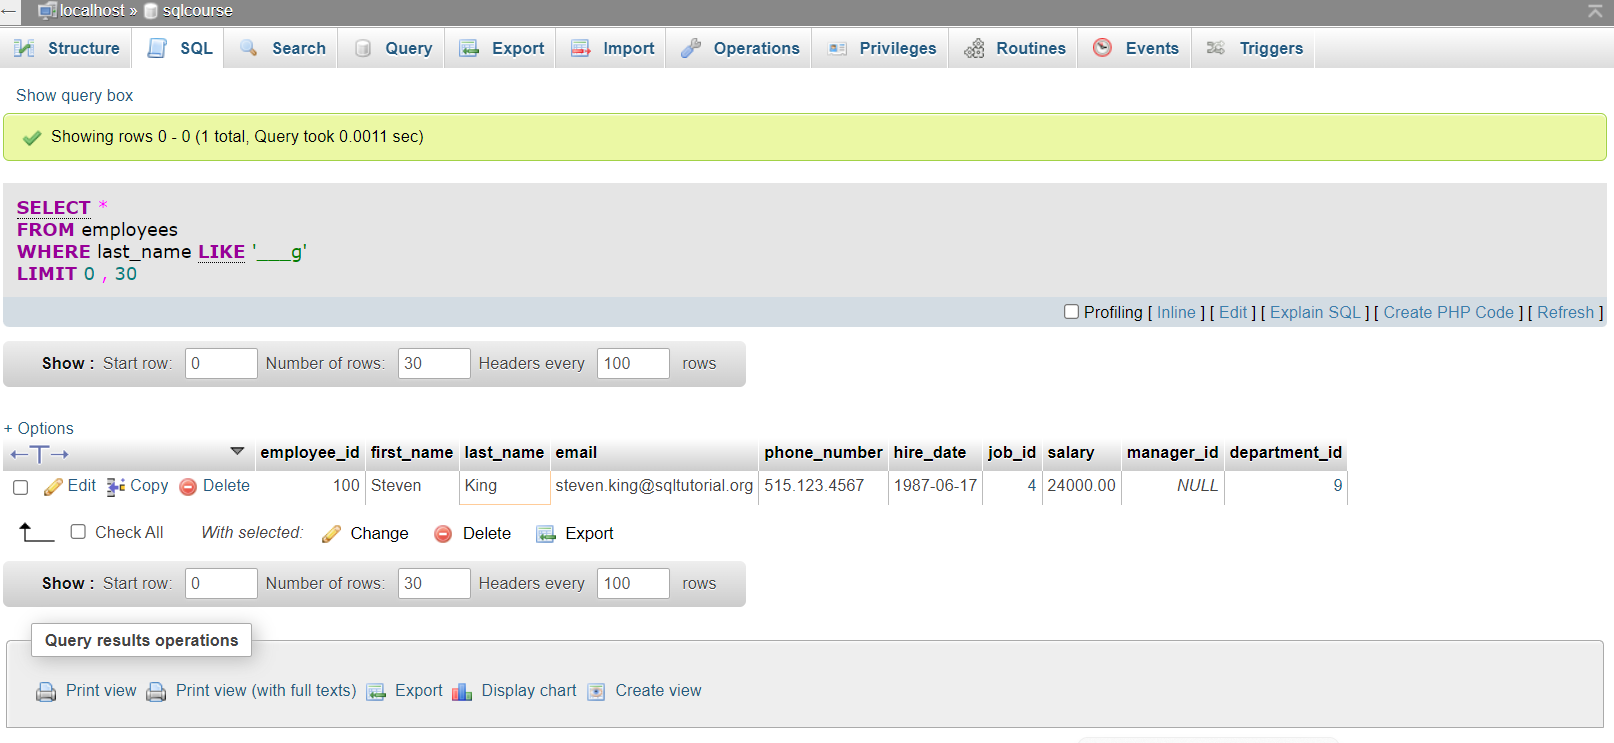 localhost » sqlcourse
Structure SQL Search Query Export Import Operations Privileges Routines Events Triggers
Show query box
Showing rows 0 - 0 (1 total, Query took 0.0011 sec)
SELECT *
FROM employees
WHERE last_name LIKE '___g'
LIMIT 0 , 30
Profiling [ Inline ] [ Edit ] [ Explain SQL ] [ Create PHP Code ] [ Refresh ]
Show : Start row: 0 Number of rows: 30 Headers every 100 rows
+ Options
employee_id first_name last_name email phone_number hire_date job_id salary manager_id department_id
Edit Copy Delete 100 Steven King steven.king@sqltutorial.org 515.123.4567 1987-06-17 4 24000.00 NULL 9
Check All With selected: Change Delete Export
Show : Start row: 0 Number of rows: 30 Headers every 100 rows
Query results operations
Print view Print view (with full texts) Export Display chart Create view